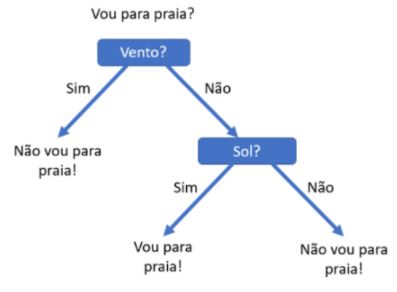 Vou para praia?
Vento?
Sim
Não
Não vou para
praia!
Sol?
Sim
Não
Vou para
praia!
Não vou para
praia!